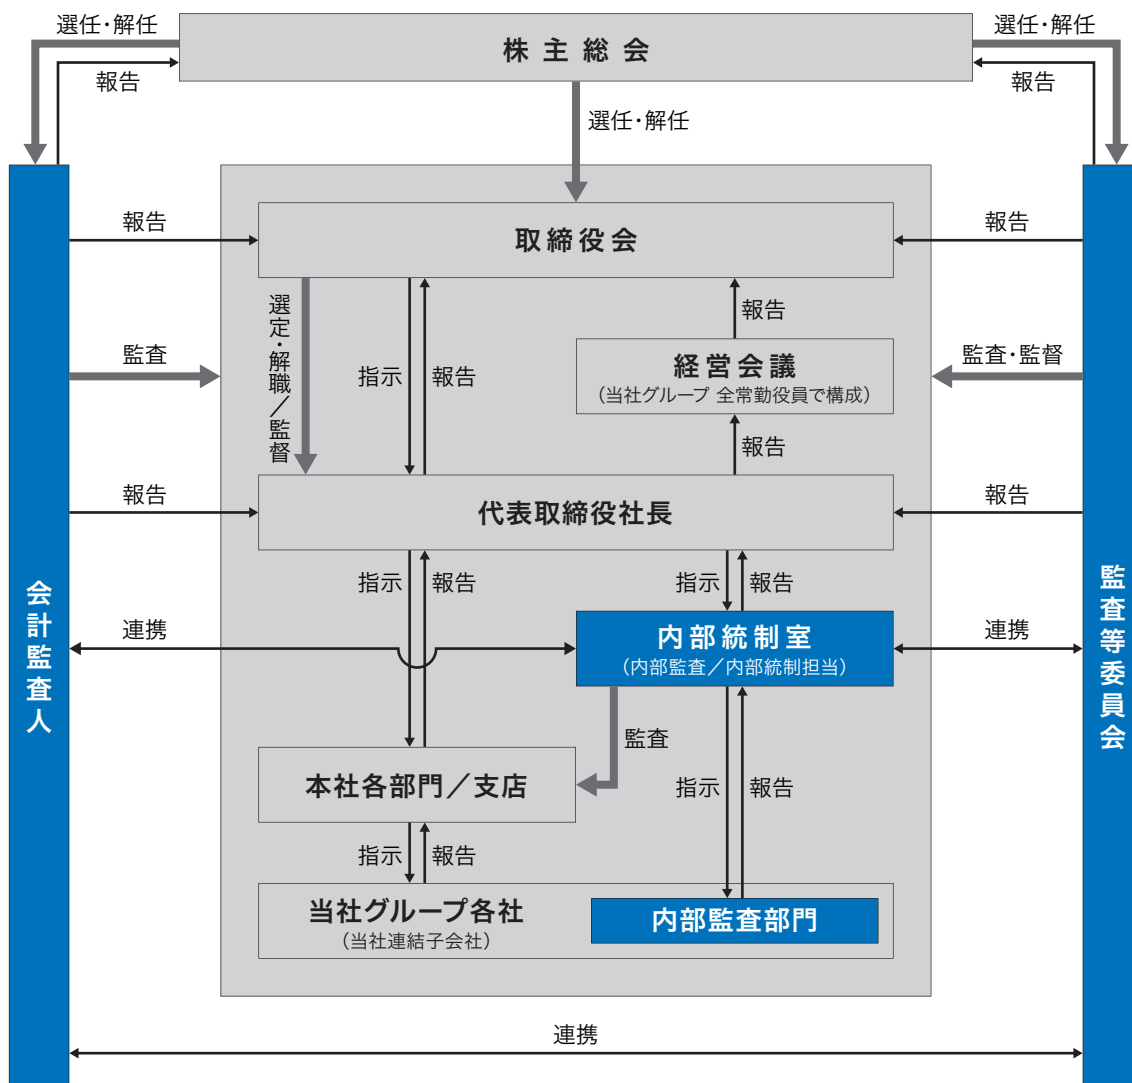 選任・解任
株主総会
選任・解任
報告
報告
選任・解任
報告
取締役会
報告
選定・解職／監督
報告
監査
指示
報告
経営会議
（当社グループ 全常勤役員で構成）
監査・監督
報告
報告
代表取締役社長
報告
指示
報告
指示
報告
会計監査人
監査等委員会
連携
内部統制室
（内部監査／内部統制担当）
連携
監査
本社各部門／支店
指示
報告
指示
報告
当社グループ各社
（当社連結子会社）
内部監査部門
連携